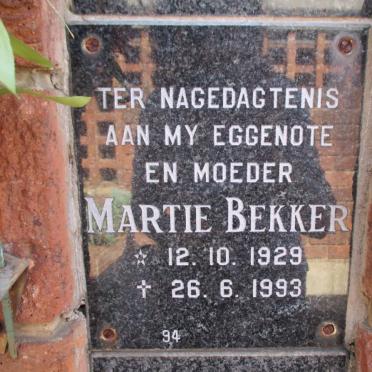 TER NAGEDAGTENIS
AAN MY EGGENOTE
EN MOEDER
MARTIE BEKKER
☆ 12. 10. 1929
✝ 26. 6. 1993
94